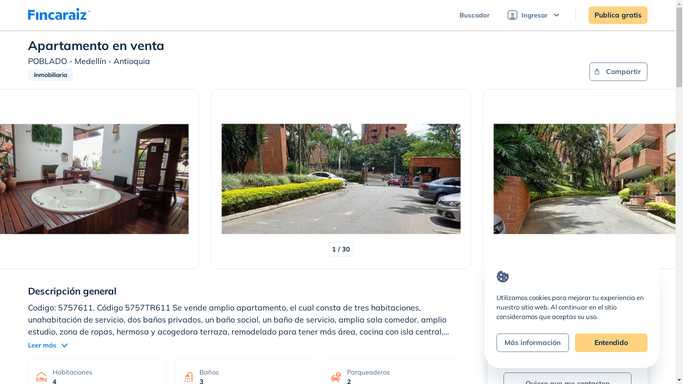 Fincaraiz
Buscador
Ingresar
Publica gratis
Apartamento en venta
POBLADO - Medellín - Antioquia
Inmobiliaria
Compartir
1 / 30
Descripción general
Codigo: 5757611, Código 5757TR611 Se vende amplio apartamento, el cual consta de tres habitaciones,
unahabitación de servicio, dos baños privados, un baño social, un baño de servicio, amplia sala comedor, amplio
estudio, zona de ropas, hermosa y acogedora terraza, remodelado para tener más área, cocina con isla central,...
Leer más
Habitaciones
4
Baños
3
Parqueaderos
2
Utilizamos cookies para mejorar tu experiencia en
nuestro sitio web. Al continuar en el sitio
consideramos que aceptas su uso.
Más información
Entendido
Quiero que me contacten